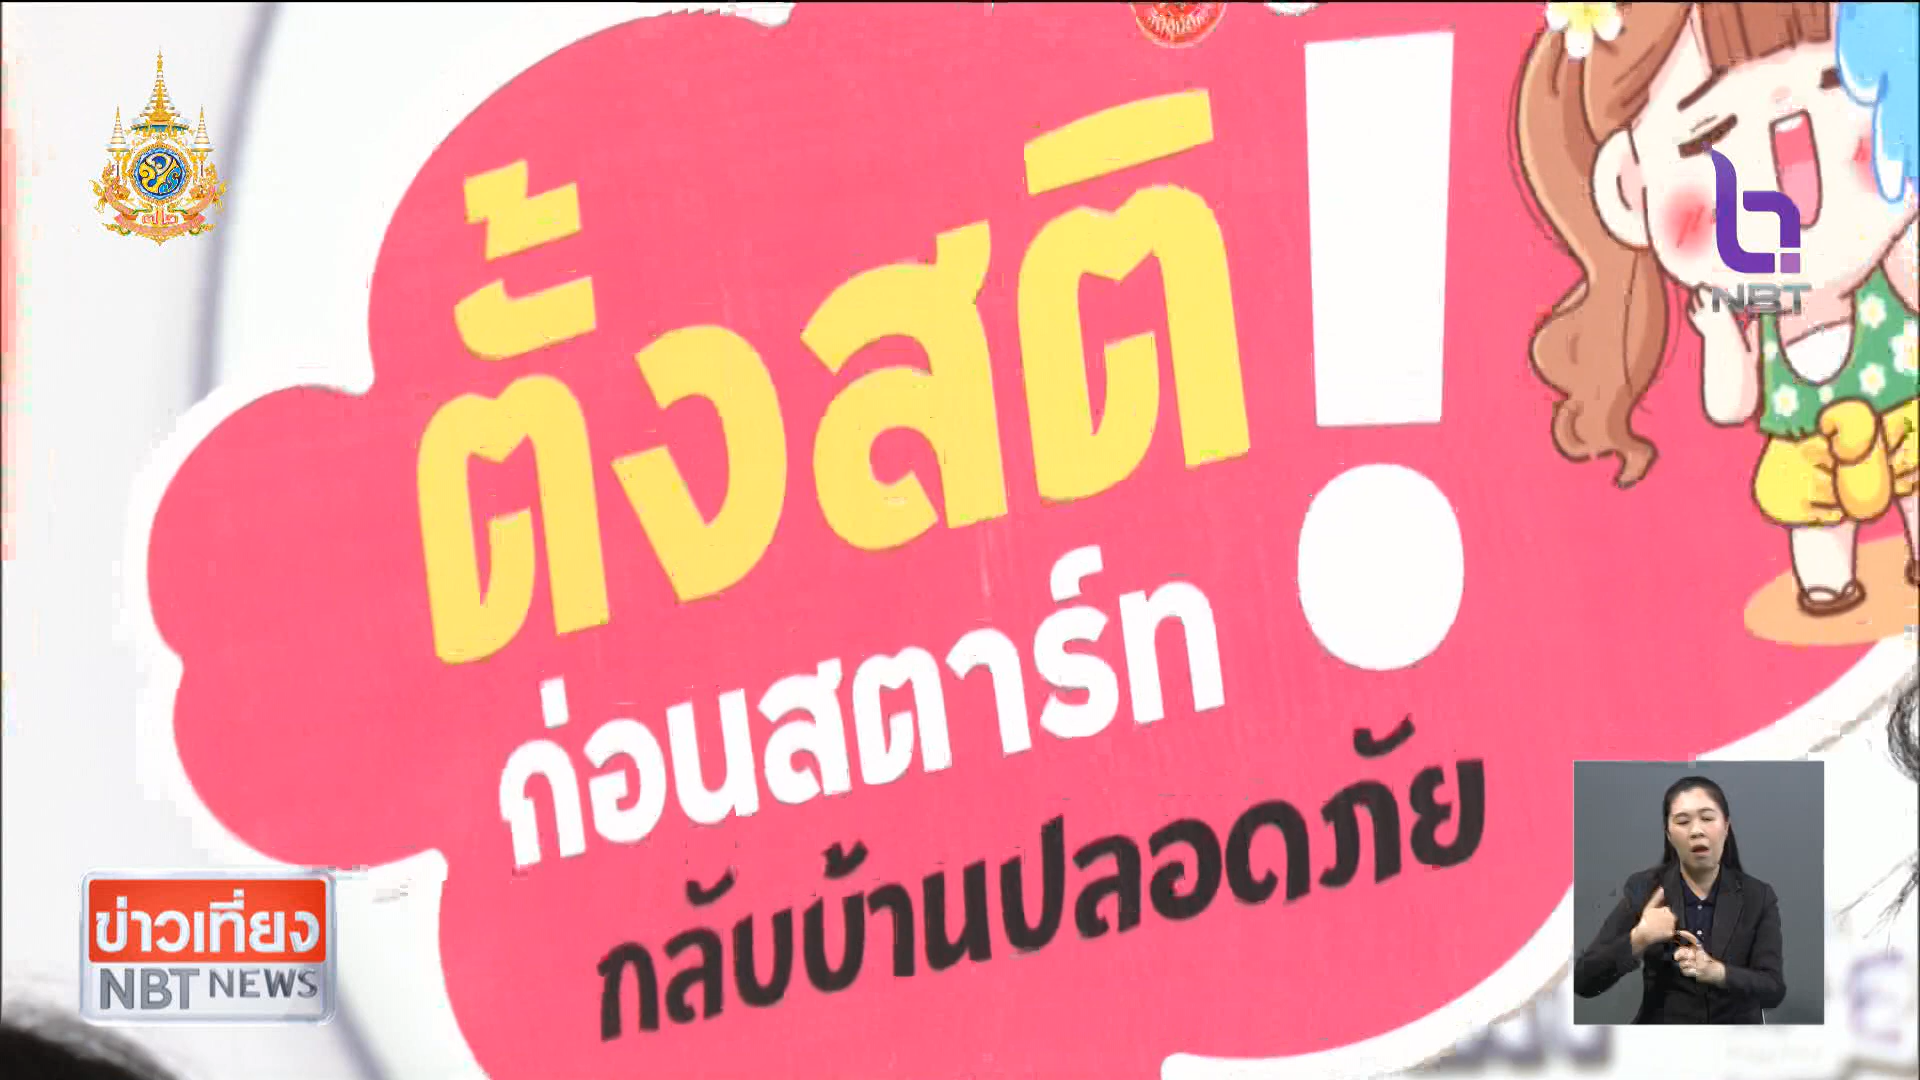 ตั้งสติ!
ก่อนสตาร์ท
กลับบ้านปลอดภัย
NBT
ข่าวเที่ยง
NBT NEWS